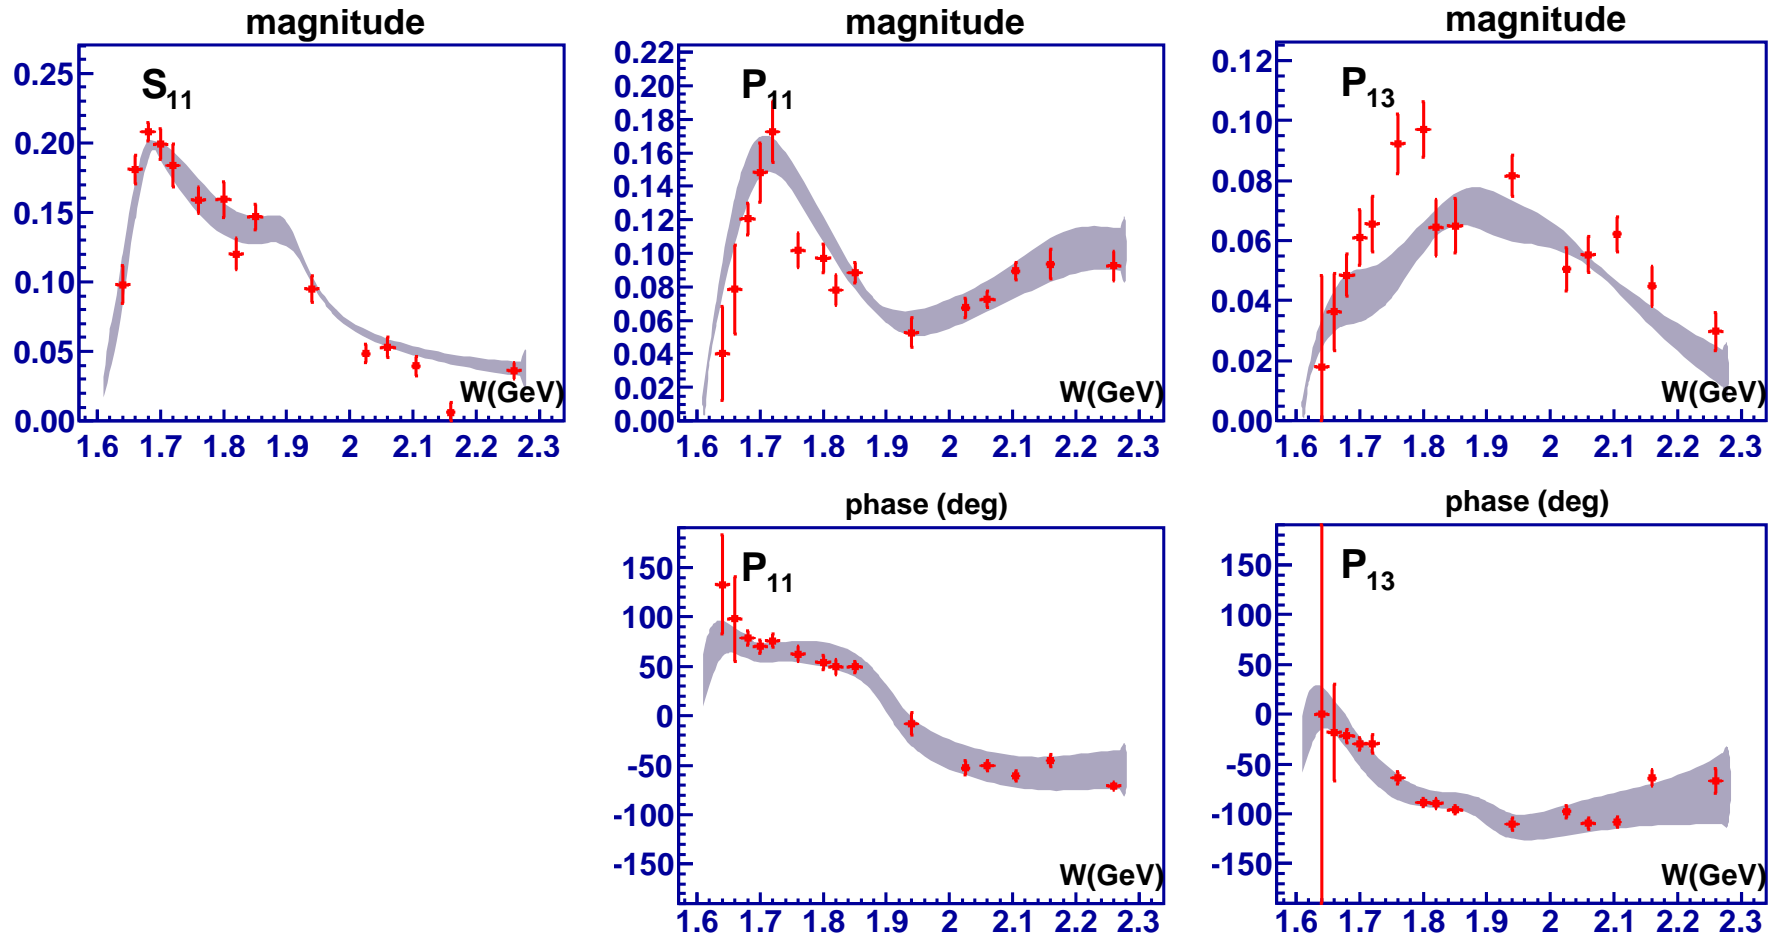 magnitude
S11
0.25
0.20
0.15
0.10
0.05
0.00
W(GeV)
1.6 1.7 1.8 1.9 2 2.1 2.2 2.3
magnitude
P11
0.22
0.20
0.18
0.16
0.14
0.12
0.10
0.08
0.06
0.04
0.02
0.00
W(GeV)
1.6 1.7 1.8 1.9 2 2.1 2.2 2.3
magnitude
P13
0.12
0.10
0.08
0.06
0.04
0.02
0.00
W(GeV)
1.6 1.7 1.8 1.9 2 2.1 2.2 2.3
phase (deg)
P11
150
100
50
0
-50
-100
-150
W(GeV)
1.6 1.7 1.8 1.9 2 2.1 2.2 2.3
phase (deg)
P13
150
100
50
0
-50
-100
-150
W(GeV)
1.6 1.7 1.8 1.9 2 2.1 2.2 2.3